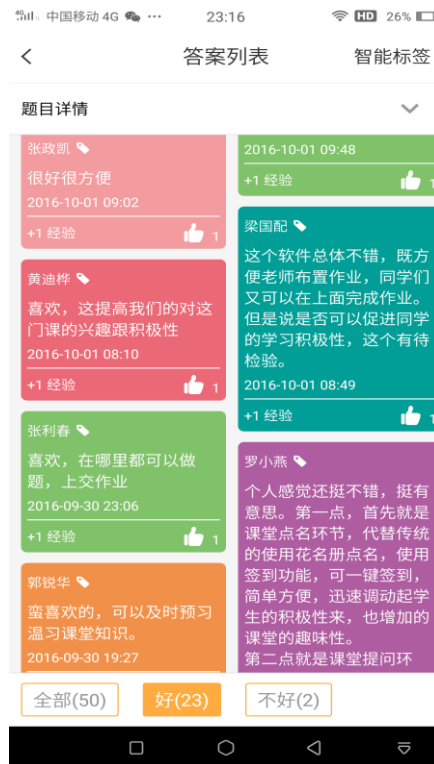 中国移动 4G ··· 23:16 HD 26%
答案列表 智能标签
题目详情
张政凯
很好很方便
2016-10-01 09:02
+1 经验 1
黄迪桦
喜欢，这提高我们的对这
门课的兴趣跟积极性
2016-10-01 08:10
+1 经验 1
张利春
喜欢，在哪里都可以做
题，上交作业
2016-09-30 23:06
+1 经验 1
郭锐华
蛮喜欢的，可以及时预习
温习课堂知识。
2016-09-30 19:27
2016-10-01 09:48
+1 经验 1
梁国配
这个软件总体不错，既方
便老师布置作业，同学们
又可以在上面完成作业。
但是说是否可以促进同学
的学习积极性，这个有待
检验。
2016-10-01 08:49
+1 经验 1
罗小燕
个人感觉还挺不错，挺有
意思。第一点，首先就是
课堂点名环节，代替传统
的使用花名册点名，使用
签到功能，可一键签到，
简单方便，迅速调动起学
生的积极性来，也增加的
课堂的趣味性。
第二点就是课堂提问环
全部(50) 好(23) 不好(2)